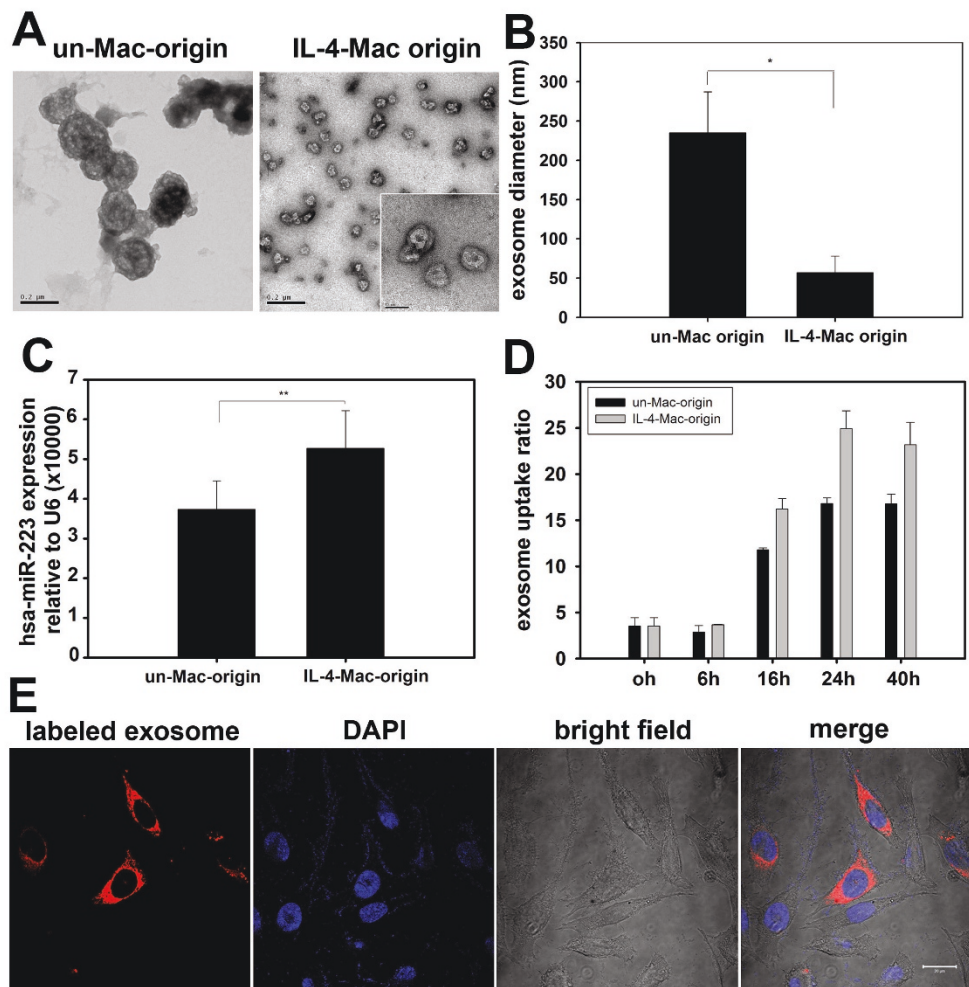 A
un-Mac-origin
IL-4-Mac origin
0.2 µm
0.2 µm
B
exosome diameter (nm)
350
300
250
200
150
100
50
0
*
un-Mac origin
IL-4-Mac origin
C
hsa-miR-223 expression
relative to U6 (x10000)
7
6
5
4
3
2
1
0
**
un-Mac-origin
IL-4-Mac-origin
D
exosome uptake ratio
30
25
20
15
10
5
0
un-Mac-origin
IL-4-Mac-origin
oh
6h
16h
24h
40h
E
labeled exosome
DAPI
bright field
merge